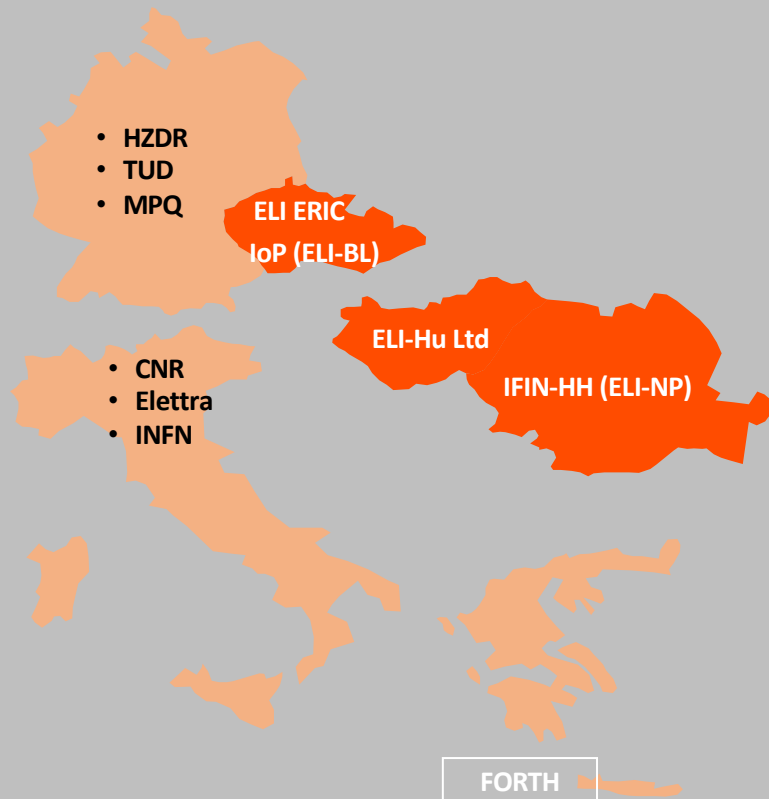 • HZDR
• TUD
• MPQ
ELI ERIC
IoP (ELI-BL)
ELI-Hu Ltd
IFIN-HH (ELI-NP)
• CNR
• Elettra
• INFN
FORTH